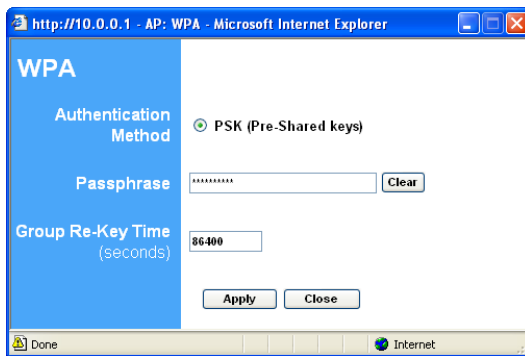 http://10.0.0.1 - AP: WPA - Microsoft Internet Explorer
WPA
Authentication
Method
PSK (Pre-Shared keys)
Passphrase
**********
Clear
Group Re-Key Time
(seconds)
86400
Apply
Close
Done
Internet